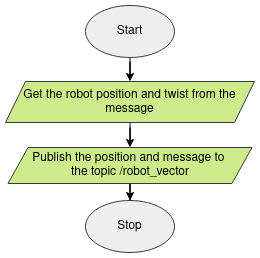 Start
Get the robot position and twist from the
message
Publish the position and message to
the topic /robot_vector
Stop